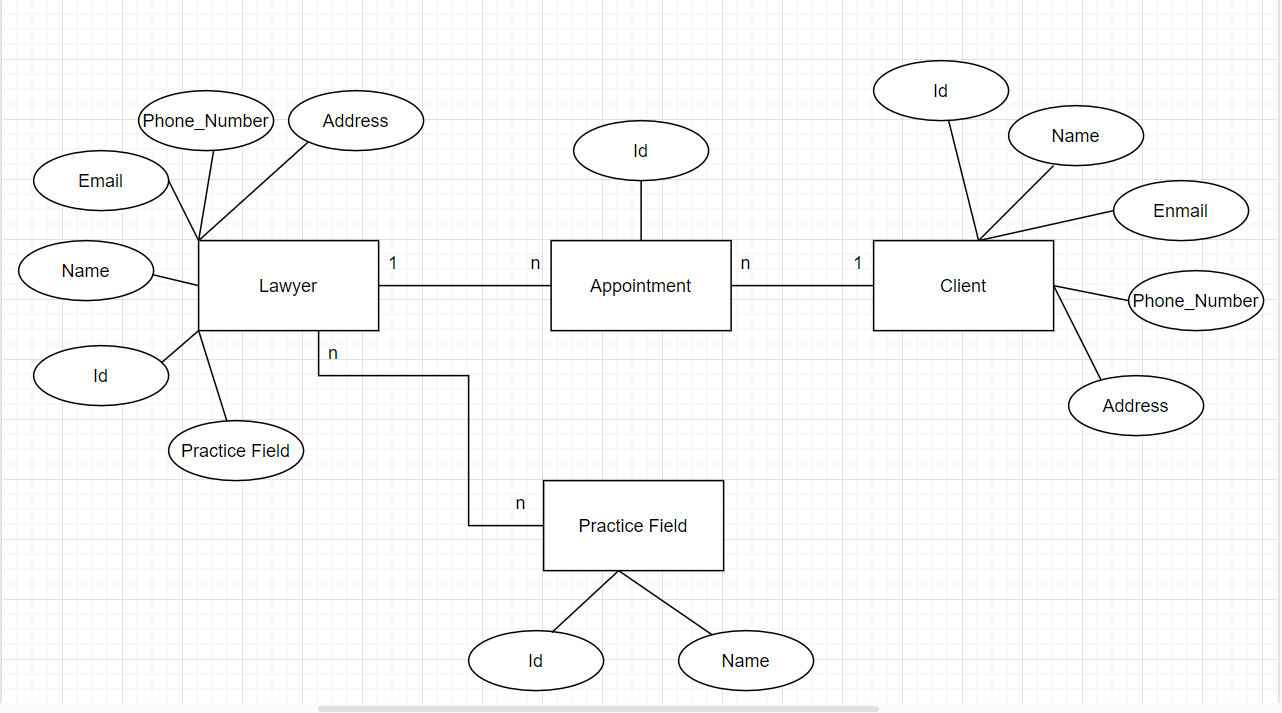 Id
Phone_Number
Address
Name
Id
Email
Enmail
Name
1
n
Lawyer
Appointment
n
1
Client
Phone_Number
n
Id
Address
Practice Field
n
Practice Field
Id
Name